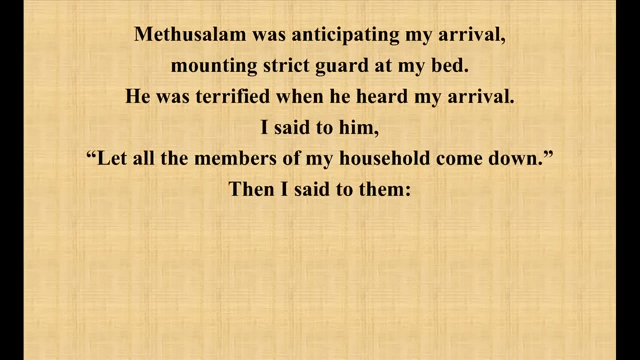 Methusalam was anticipating my arrival,
mounting strict guard at my bed.
He was terrified when he heard my arrival.
I said to him,
“Let all the members of my household come down.”
Then I said to them: